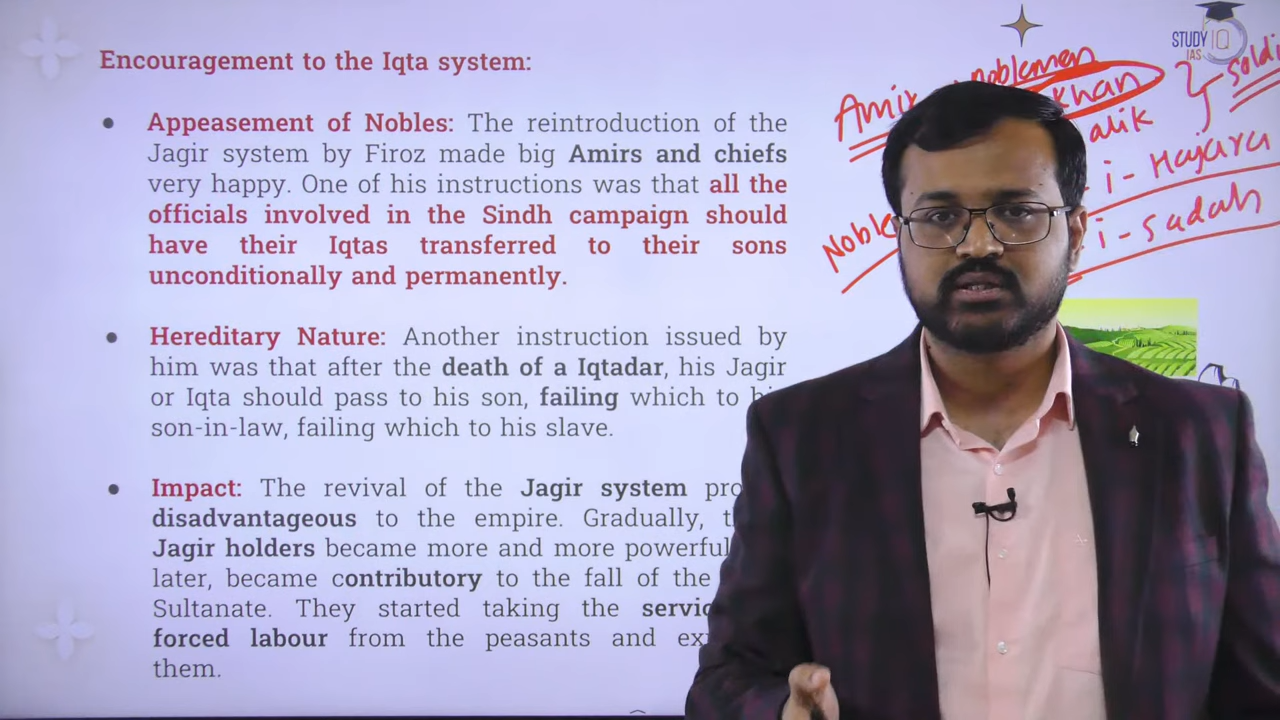 Encouragement to the Iqta system:
Appeasement of Nobles: The reintroduction of the
Jagir system by Firoz made big Amirs and chiefs
very happy. One of his instructions was that all the
officials involved in the Sindh campaign should
have their Iqtas transferred to their sons
unconditionally and permanently.
Hereditary Nature: Another instruction issued by
him was that after the death of a Iqtadar, his Jagir
or Iqta should pass to his son, failing which to
son-in-law, failing which to his slave.
Impact: The revival of the Jagir system
disadvantageous to the empire. Gradually,
Jagir holders became more and more powerful
later, became contributory to the fall of the
Sultanate. They started taking the
forced labour from the peasants and
them.
STUDY IQ
IAS
noblemen
Amir
khan
alik
i-Hajara
i-sadah